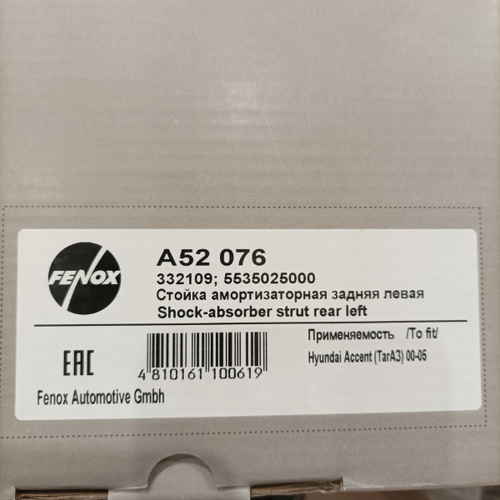 FENOX
A52 076
332109; 5535025000
Стойка амортизаторная задняя левая
Shock-absorber strut rear left
Применяемость /To fit/
Hyundai Accent (ТагАЗ) 00-05
EAC
4 810161 100619
Fenox Automotive Gmbh